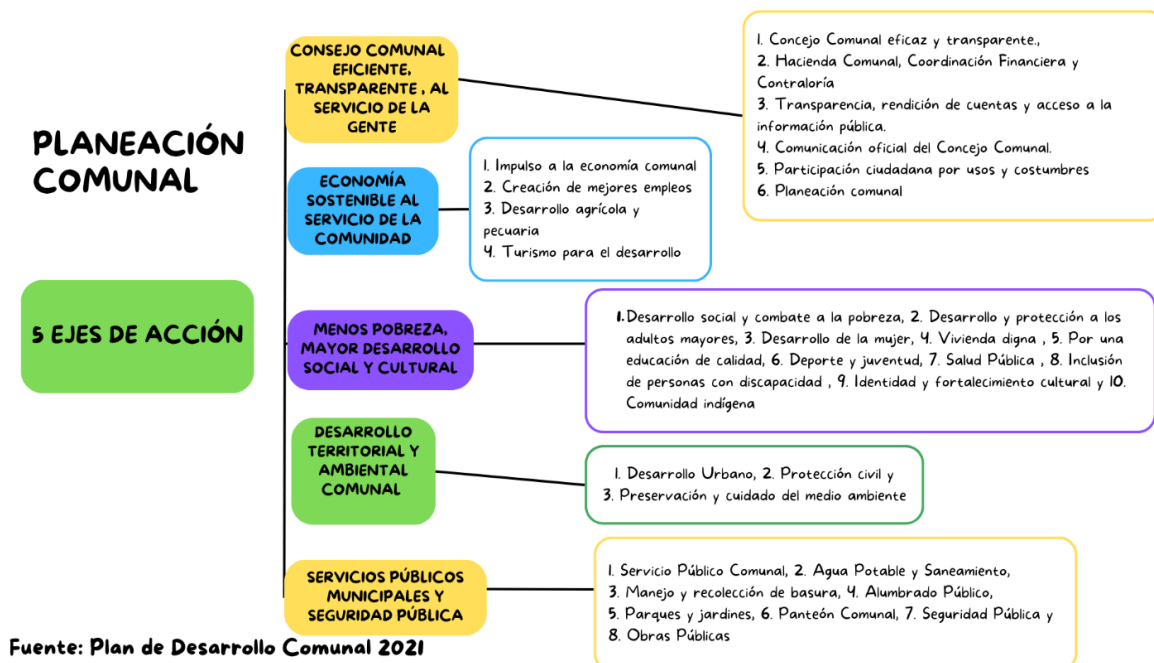 PLANEACIÓN
COMUNAL
5 EJES DE ACCIÓN
CONSEJO COMUNAL
EFICIENTE,
TRANSPARENTE , AL
SERVICIO DE LA
GENTE
1. Concejo Comunal eficaz y transparente.,
2. Hacienda Comunal, Coordinación Financiera y
Contraloría
3. Transparencia, rendición de cuentas y acceso a la
información pública.
4. Comunicación oficial del Concejo Comunal.
5. Participación ciudadana por usos y costumbres
6. Planeación comunal
ECONOMÍA
SOSTENIBLE AL
SERVICIO DE LA
COMUNIDAD
1. Impulso a la economía comunal
2. Creación de mejores empleos
3. Desarrollo agrícola y
pecuaria
4. Turismo para el desarrollo
MENOS POBREZA,
MAYOR DESARROLLO
SOCIAL Y CULTURAL
1.Desarrollo social y combate a la pobreza, 2. Desarrollo y protección a los
adultos mayores, 3. Desarrollo de la mujer, 4. Vivienda digna , 5. Por una
educación de calidad, 6. Deporte y juventud, 7. Salud Pública , 8. Inclusión
de personas con discapacidad , 9. Identidad y fortalecimiento cultural y 10.
Comunidad indígena
DESARROLLO
TERRITORIAL Y
AMBIENTAL
COMUNAL
1. Desarrollo Urbano, 2. Protección civil y
3. Preservación y cuidado del medio ambiente
SERVICIOS PÚBLICOS
MUNICIPALES Y
SEGURIDAD PÚBLICA
1. Servicio Público Comunal, 2. Agua Potable y Saneamiento,
3. Manejo y recolección de basura, 4. Alumbrado Público,
5. Parques y jardines, 6. Panteón Comunal, 7. Seguridad Pública y
8. Obras Públicas
Fuente: Plan de Desarrollo Comunal 2021